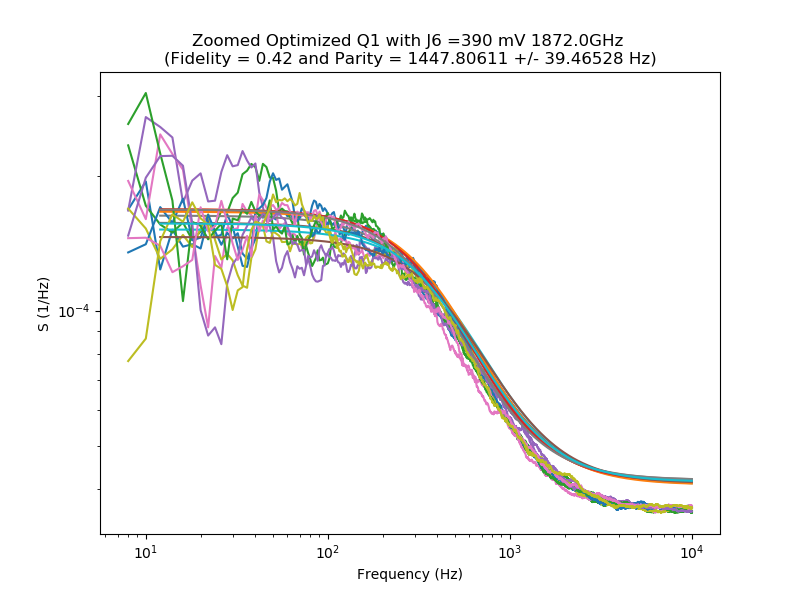 Zoomed Optimized Q1 with J6 =390 mV 1872.0GHz
(Fidelity = 0.42 and Parity = 1447.80611 +/- 39.46528 Hz)
S (1/Hz)
10⁻⁴
10¹ 10² 10³ 10⁴
Frequency (Hz)